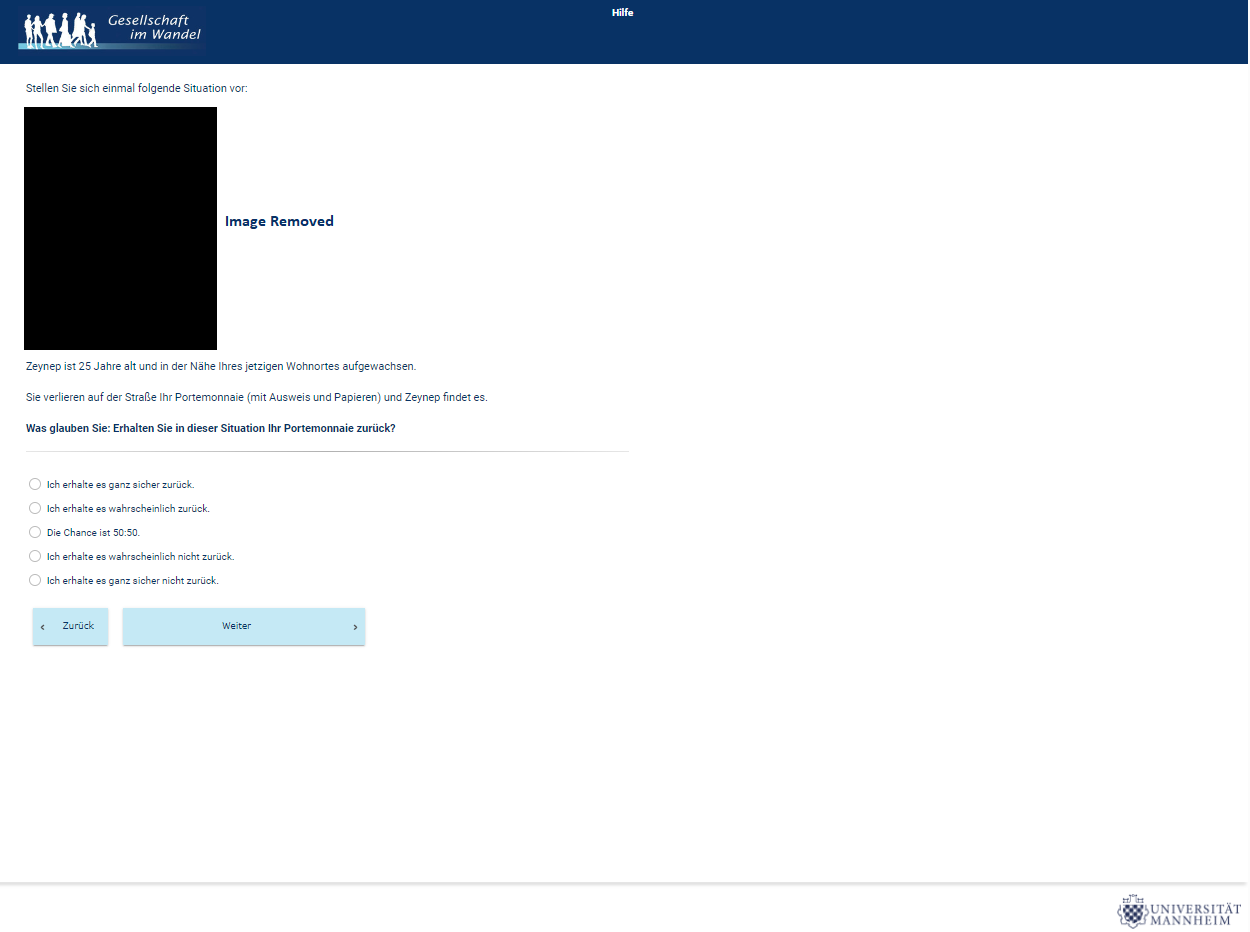 Gesellschaft
im Wandel
Hilfe
Stellen Sie sich einmal folgende Situation vor:
Image Removed
Zeynep ist 25 Jahre alt und in der Nähe Ihres jetzigen Wohnortes aufgewachsen.
Sie verlieren auf der Straße Ihr Portemonnaie (mit Ausweis und Papieren) und Zeynep findet es.
Was glauben Sie: Erhalten Sie in dieser Situation Ihr Portemonnaie zurück?
Ich erhalte es ganz sicher zurück.
Ich erhalte es wahrscheinlich zurück.
Die Chance ist 50:50.
Ich erhalte es wahrscheinlich nicht zurück.
Ich erhalte es ganz sicher nicht zurück.
‹ Zurück Weiter ›
UNIVERSITÄT
MANNHEIM